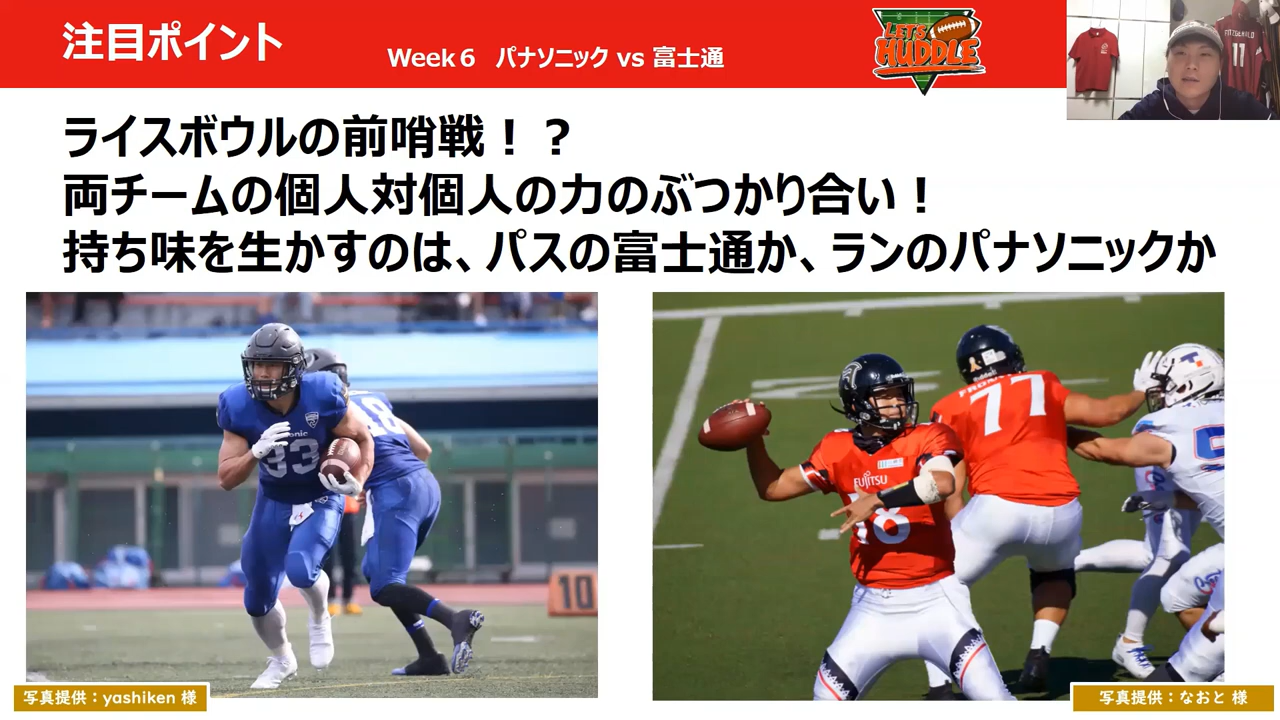 注目ポイント
Week６ パナソニック vs 富士通
LET'S
HUDDLE
FITZGERALD
11
ライスボウルの前哨戦！？
両チームの個人対個人の力のぶつかり合い！
持ち味を生かすのは、パスの富士通か、ランのパナソニックか
33
18
10
77
FUJITSU
18
T
写真提供：yashiken 様
写真提供：なおと 様